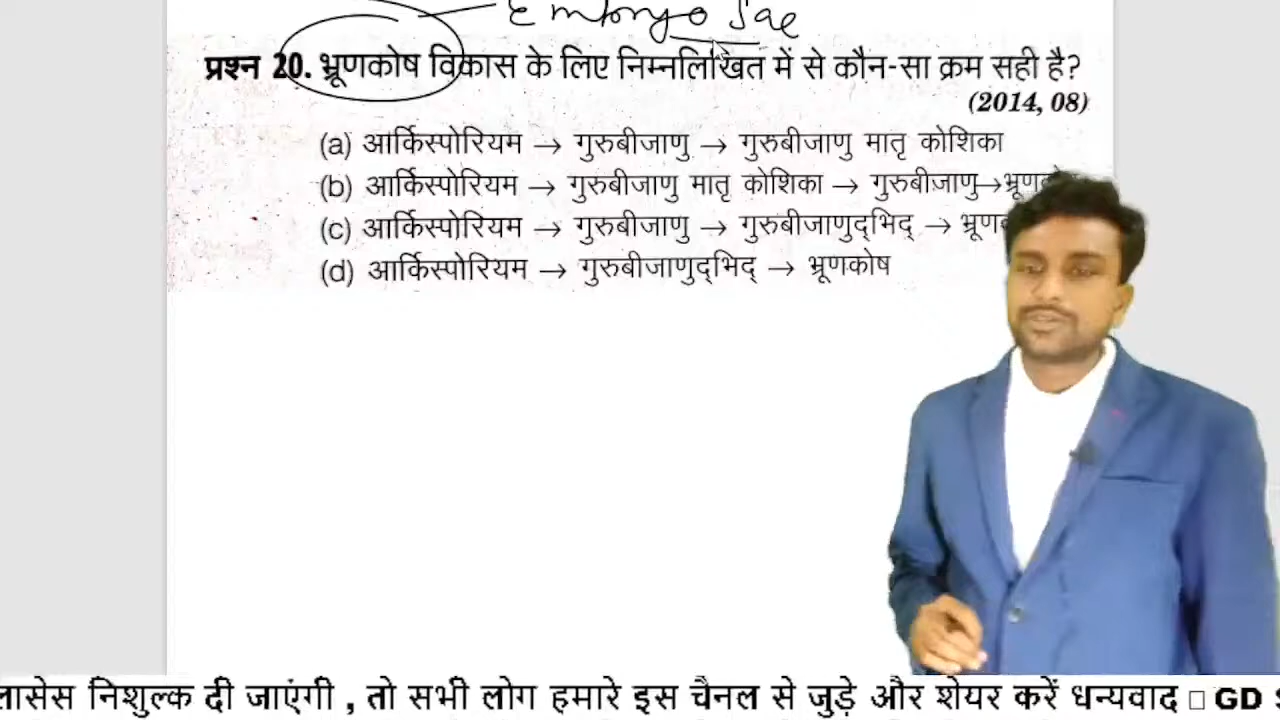 Embryo Sac
प्रश्न 20. भ्रूणकोष विकास के लिए निम्नलिखित में से कौन-सा क्रम सही है?
(2014, 08)
(a) आर्किस्पोरियम → गुरुबीजाणु → गुरुबीजाणु मातृ कोशिका
(b) आर्किस्पोरियम → गुरुबीजाणु मातृ कोशिका → गुरुबीजाणु→
(c) आर्किस्पोरियम → गुरुबीजाणु → गुरुबीजाणुद्भिद् →
(d) आर्किस्पोरियम → गुरुबीजाणुद्भिद् → भ्रूणकोष
निशुल्क दी जाएंगी , तो सभी लोग हमारे इस चैनल से जुड़े और शेयर करें धन्यवाद □ GD